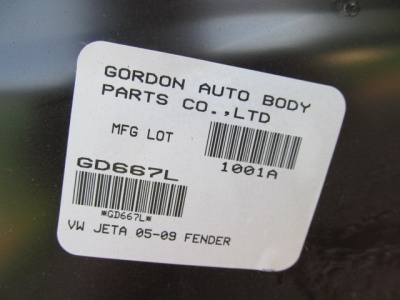 GORDON AUTO BODY
PARTS CO.,LTD
MFG LOT
1001A
GD667L
*GD667L*
VW JETA 05-09 FENDER